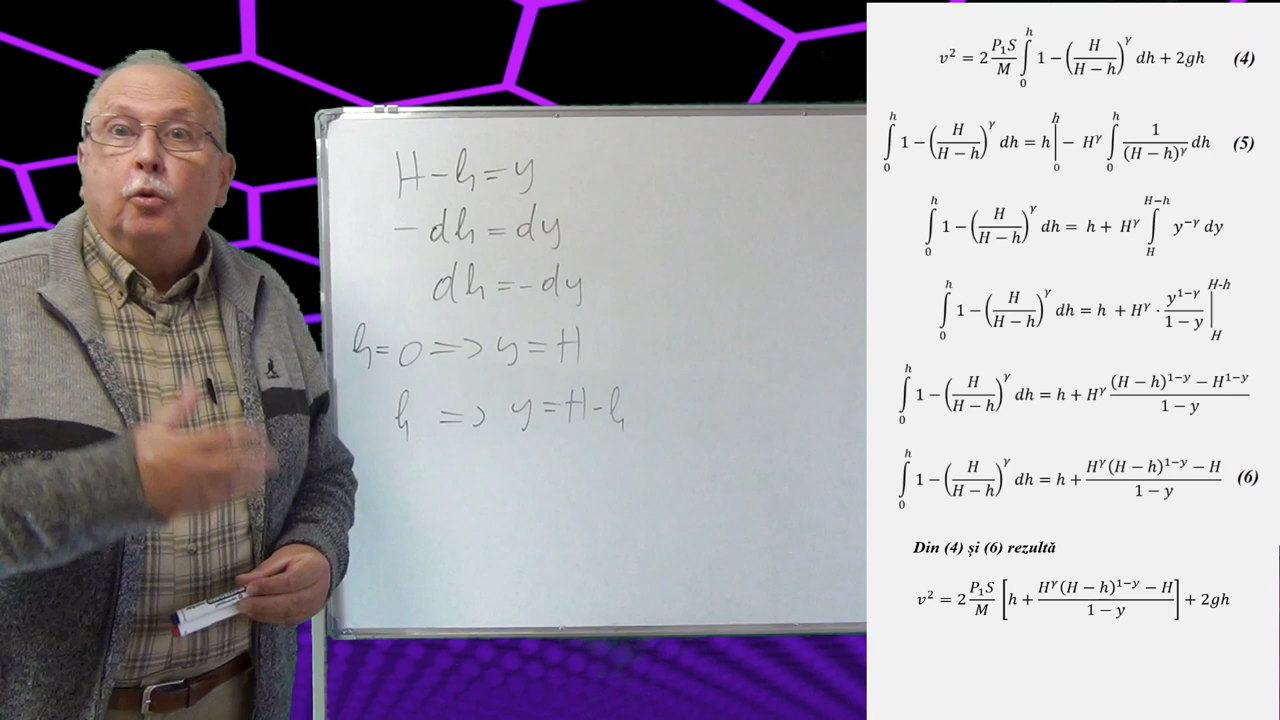 H-h=y
-dh=dy
dh=-dy
h=0=>y=H
h => y=H-h
v² = 2 P₁S/M ∫₀ʰ 1 − (H/(H − h))^γ dh + 2gh (4)
∫₀ʰ 1 − (H/(H − h))^γ dh = h |₀ʰ − H^γ ∫₀ʰ 1/(H − h)^γ dh (5)
∫₀ʰ 1 − (H/(H − h))^γ dh = h + H^γ ∫_H^(H−h) y^(−γ) dy
∫₀ʰ 1 − (H/(H − h))^γ dh = h + H^γ · y^(1−γ)/(1 − y) |_H^(H-h)
∫₀ʰ 1 − (H/(H − h))^γ dh = h + H^γ ((H − h)^(1−y) − H^(1−y))/(1 − y)
∫₀ʰ 1 − (H/(H − h))^γ dh = h + (H^γ(H − h)^(1−y) − H)/(1 − y) (6)
Din (4) și (6) rezultă
v² = 2 P₁S/M [h + (H^γ(H − h)^(1−y) − H)/(1 − y)] + 2gh